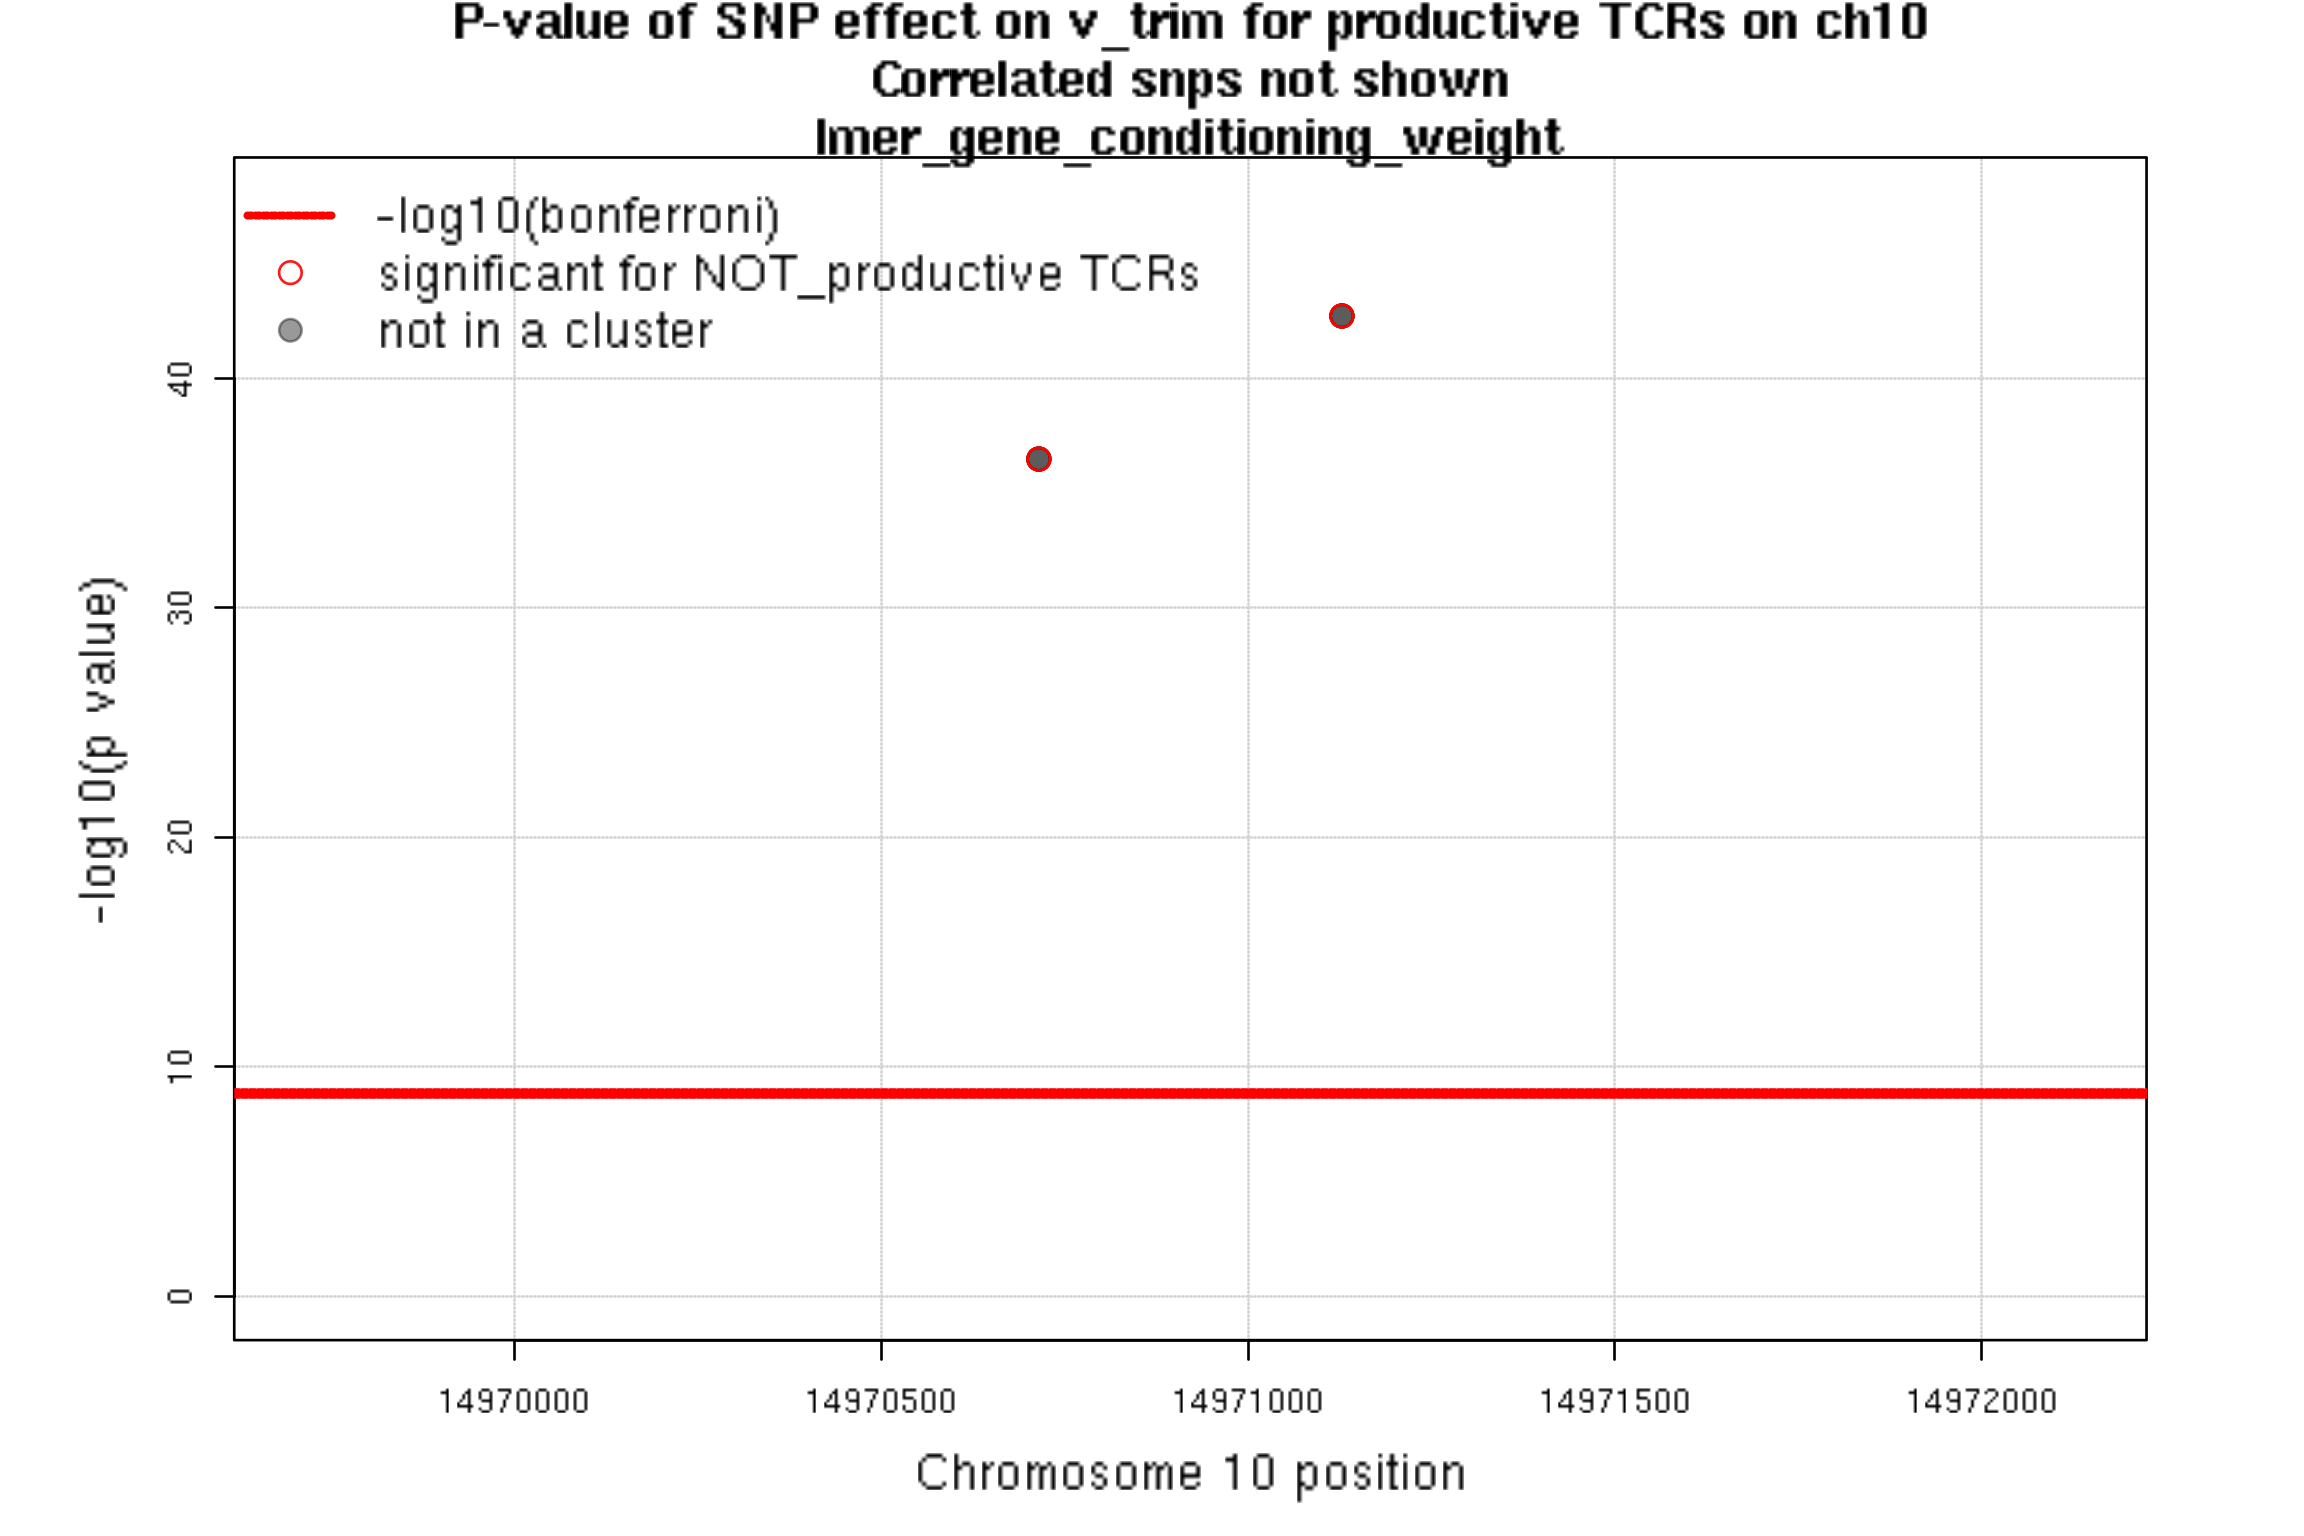 P-value of SNP effect on v_trim for productive TCRs on ch10
Correlated snps not shown
lmer_gene_conditioning_weight
-log10(bonferroni)
significant for NOT_productive TCRs
not in a cluster
40
30
20
10
0
-log10(p value)
14970000 14970500 14971000 14971500 14972000
Chromosome 10 position